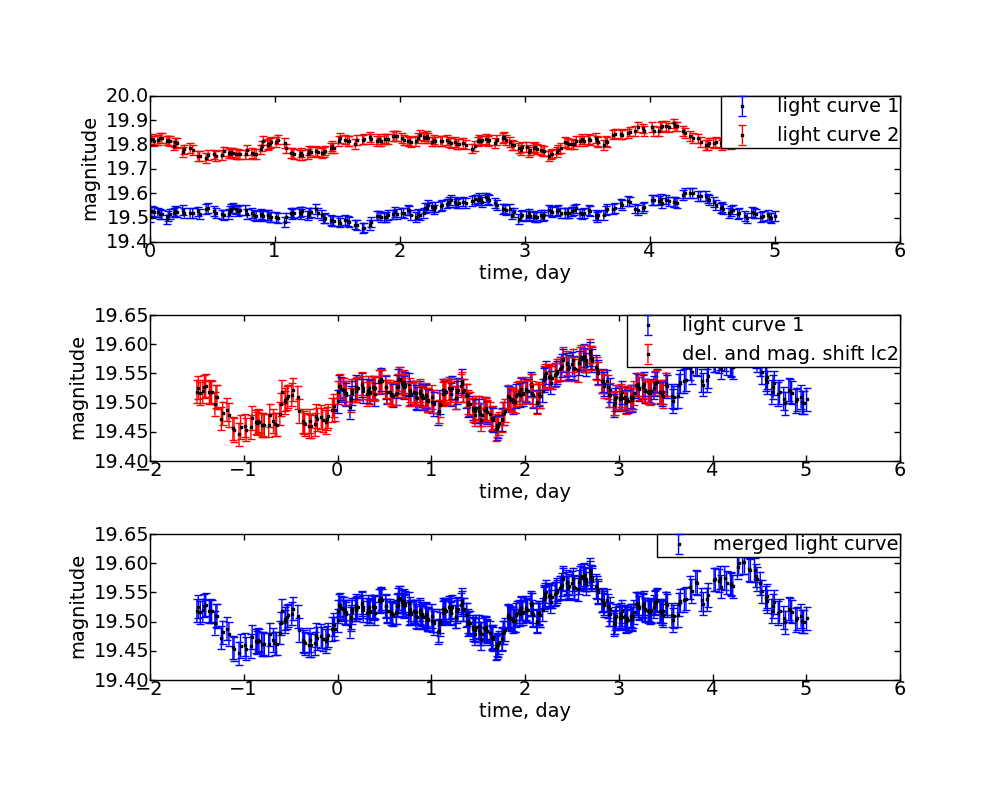 20.0
19.9
19.8
19.7
19.6
19.5
19.4
magnitude
light curve 1
light curve 2
0 1 2 3 4 5 6
time, day
19.65
19.60
19.55
19.50
19.45
19.40
magnitude
light curve 1
del. and mag. shift lc2
−2 −1 0 1 2 3 4 5 6
time, day
19.65
19.60
19.55
19.50
19.45
19.40
magnitude
merged light curve
−2 −1 0 1 2 3 4 5 6
time, day